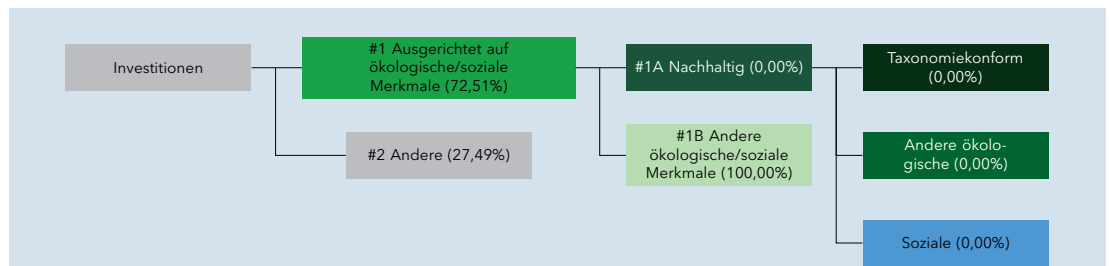 Investitionen
#1 Ausgerichtet auf
ökologische/soziale
Merkmale (72,51%)
#2 Andere (27,49%)
#1A Nachhaltig (0,00%)
#1B Andere
ökologische/soziale
Merkmale (100,00%)
Taxonomiekonform
(0,00%)
Andere ökolo-
gische (0,00%)
Soziale (0,00%)